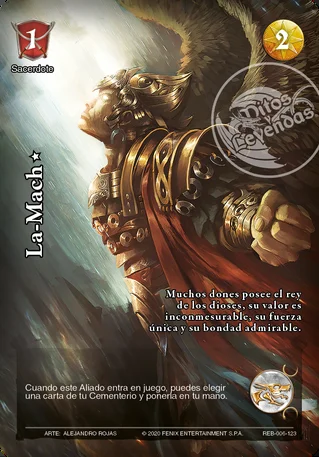 1
2
Sacerdote
Mitos
y
Leyendas
La-Mach★
Muchos dones posee el rey
de los dioses, su valor es
inconmesurable, su fuerza
única y su bondad admirable.
Cuando este Aliado entra en juego, puedes elegir
una carta de tu Cementerio y ponerla en tu mano.
ARTE: ALEJANDRO ROJAS © 2020 FENIX ENTERTAINMENT S.P.A. REB-006-123